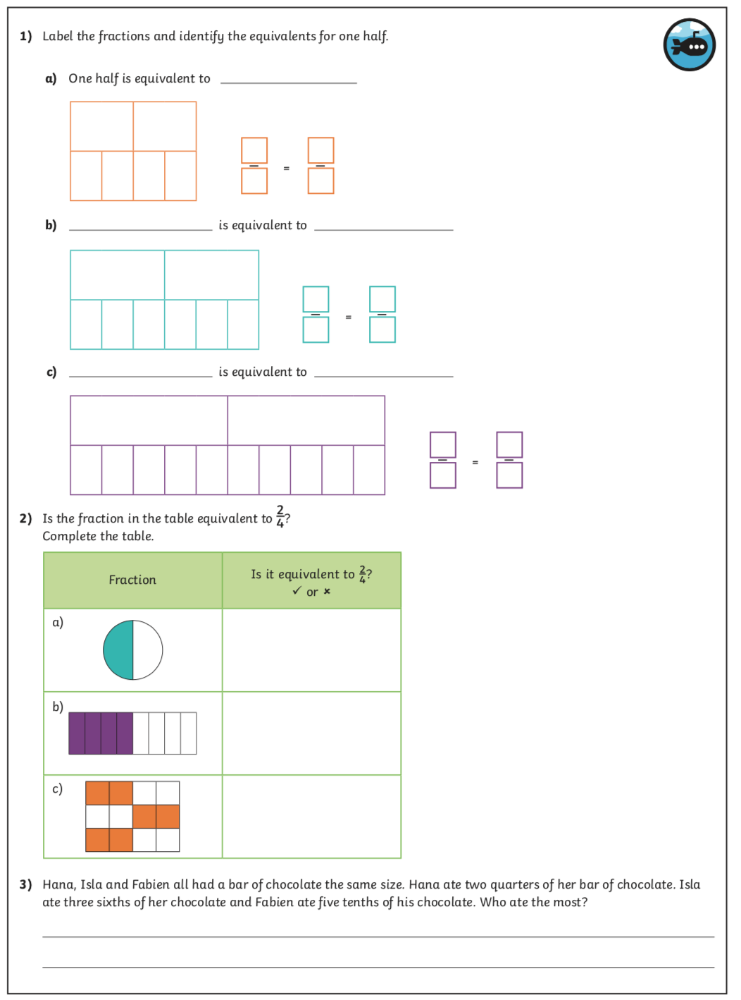 1) Label the fractions and identify the equivalents for one half.
a) One half is equivalent to
=
b) is equivalent to
=
c) is equivalent to
=
2) Is the fraction in the table equivalent to 2/4?
Complete the table.
Fraction
Is it equivalent to 2/4?
✓ or ×
a)
b)
c)
3) Hana, Isla and Fabien all had a bar of chocolate the same size. Hana ate two quarters of her bar of chocolate. Isla
ate three sixths of her chocolate and Fabien ate five tenths of his chocolate. Who ate the most?